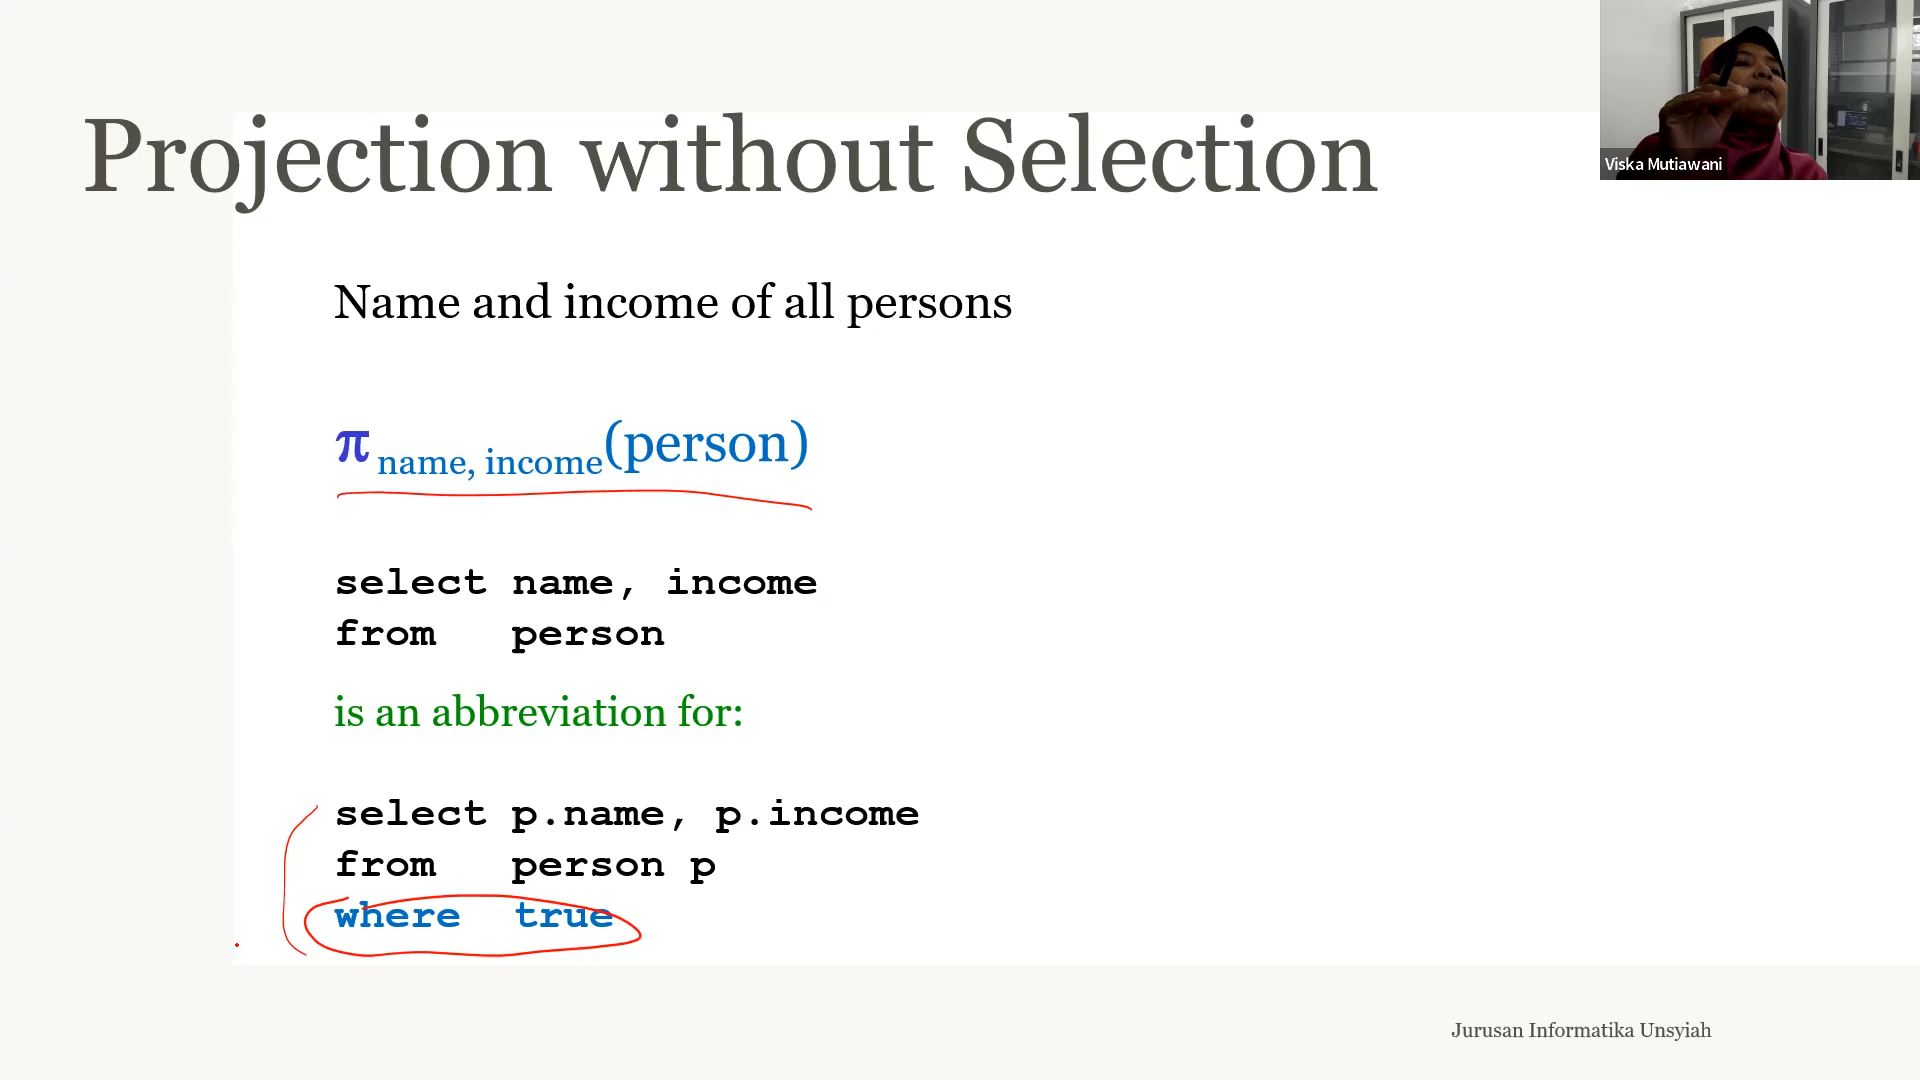 Viska Mutiawani
Projection without Selection
Name and income of all persons
π name, income(person)
select name, income
from person
is an abbreviation for:
select p.name, p.income
from person p
where true
Jurusan Informatika Unsyiah